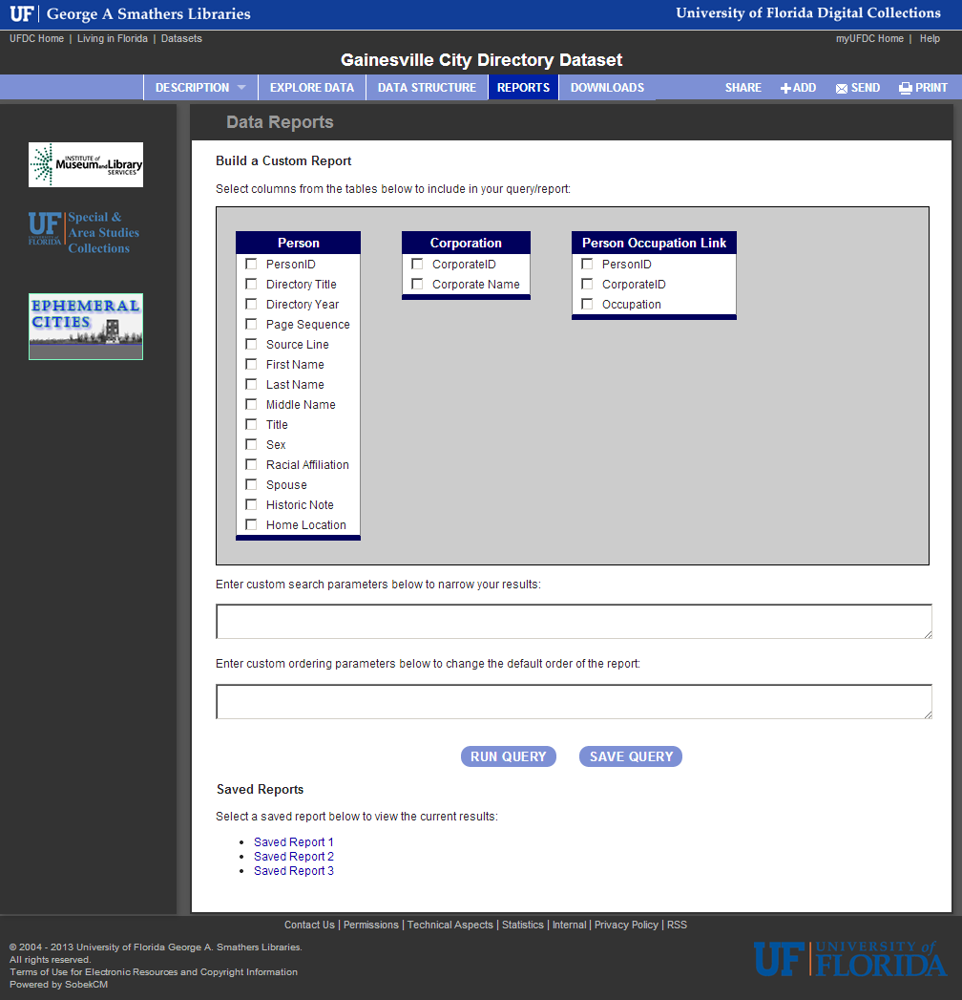 UF George A Smathers Libraries
University of Florida Digital Collections
UFDC Home | Living in Florida | Datasets
myUFDC Home | Help
Gainesville City Directory Dataset
DESCRIPTION EXPLORE DATA DATA STRUCTURE REPORTS DOWNLOADS SHARE ADD SEND PRINT
INSTITUTE of
Museum and Library
SERVICES
UF UNIVERSITY of FLORIDA
Special &
Area Studies
Collections
EPHEMERAL
CITIES
Data Reports
Build a Custom Report
Select columns from the tables below to include in your query/report:
Person
PersonID
Directory Title
Directory Year
Page Sequence
Source Line
First Name
Last Name
Middle Name
Title
Sex
Racial Affiliation
Spouse
Historic Note
Home Location
Corporation
CorporateID
Corporate Name
Person Occupation Link
PersonID
CorporateID
Occupation
Enter custom search parameters below to narrow your results:
Enter custom ordering parameters below to change the default order of the report:
RUN QUERY SAVE QUERY
Saved Reports
Select a saved report below to view the current results:
• Saved Report 1
• Saved Report 2
• Saved Report 3
Contact Us | Permissions | Technical Aspects | Statistics | Internal | Privacy Policy | RSS
© 2004 - 2013 University of Florida George A. Smathers Libraries.
All rights reserved.
Terms of Use for Electronic Resources and Copyright Information
Powered by SobekCM
UF UNIVERSITY of
FLORIDA